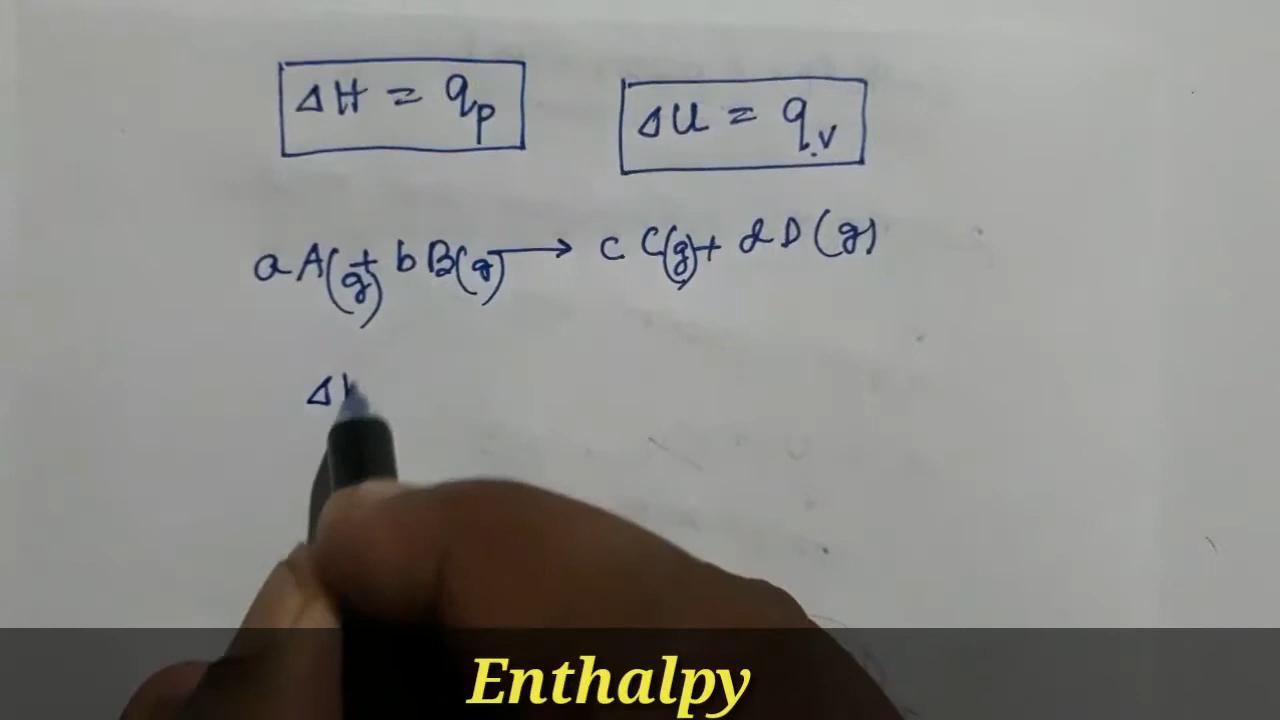 ΔH = qp ΔU = qv
aA(g) + bB(g) → cC(g) + dD(g)
Δ
Enthalpy